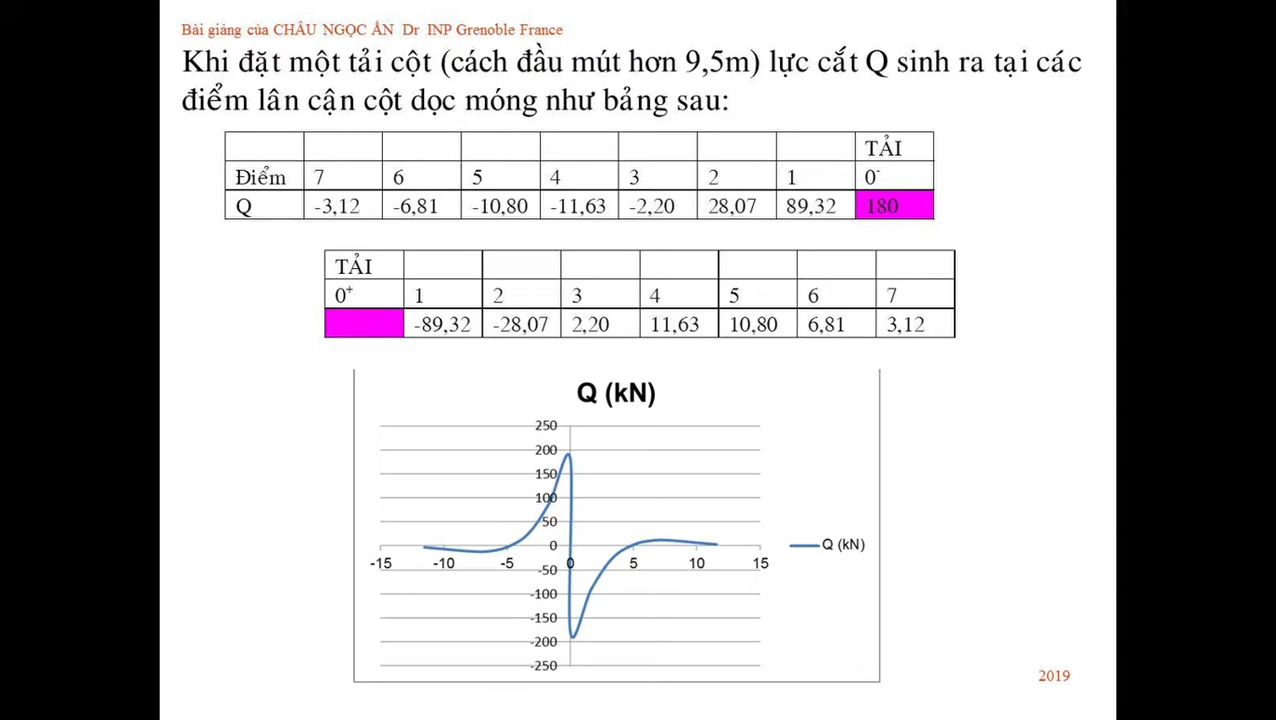 Bài giảng của CHÂU NGỌC ẨN Dr INP Grenoble France
Khi đặt một tải cột (cách đầu mút hơn 9,5m) lực cắt Q sinh ra tại các
điểm lân cận cột dọc móng như bảng sau:
TẢI
Điểm 7 6 5 4 3 2 1 0⁻
Q -3,12 -6,81 -10,80 -11,63 -2,20 28,07 89,32 180
TẢI
0⁺ 1 2 3 4 5 6 7
-89,32 -28,07 2,20 11,63 10,80 6,81 3,12
Q (kN)
250
200
150
100
50
0
-15 -10 -5 0 5 10 15
-50
-100
-150
-200
-250
Q (kN)
2019